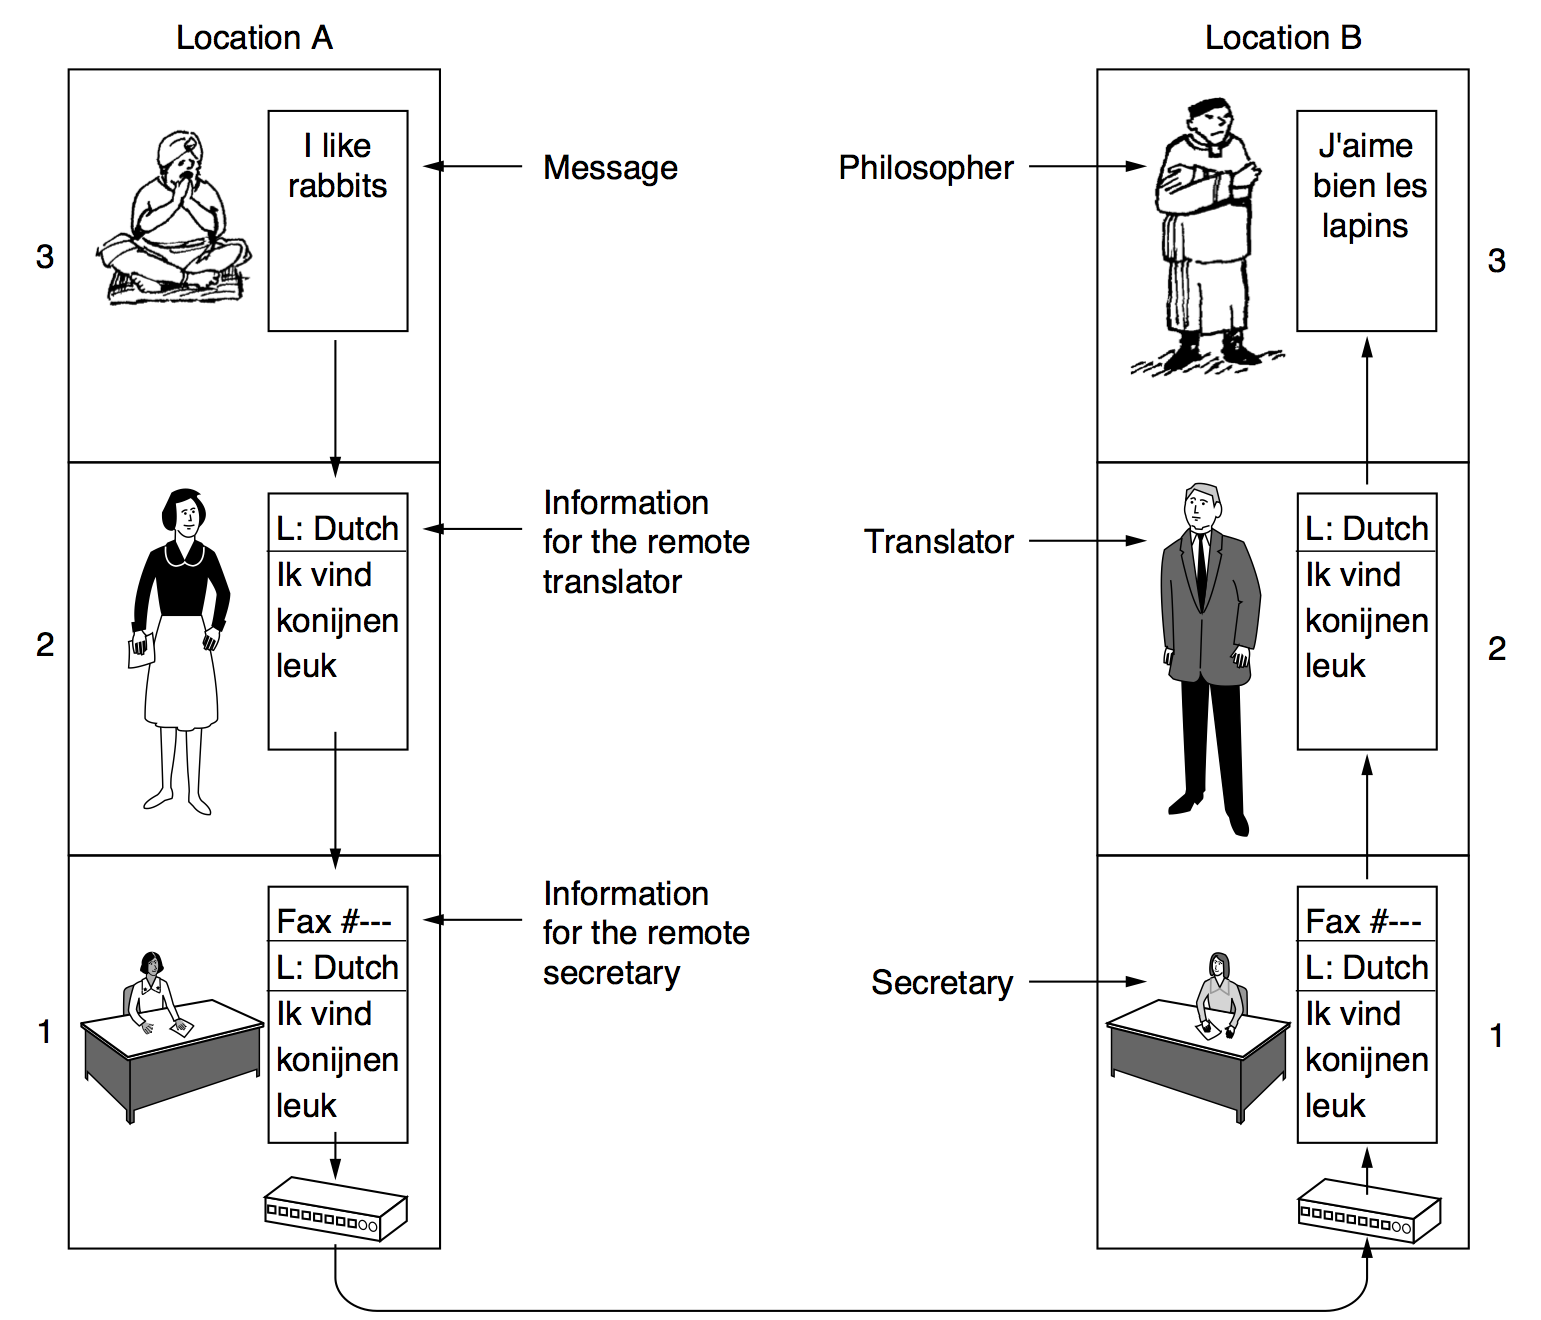 Location A
Location B
I like
rabbits
Message
Philosopher
J'aime
bien les
lapins
3
3
L: Dutch
Ik vind
konijnen
leuk
Information
for the remote
translator
Translator
L: Dutch
Ik vind
konijnen
leuk
2
2
Fax #---
L: Dutch
Ik vind
konijnen
leuk
Information
for the remote
secretary
Secretary
Fax #---
L: Dutch
Ik vind
konijnen
leuk
1
1